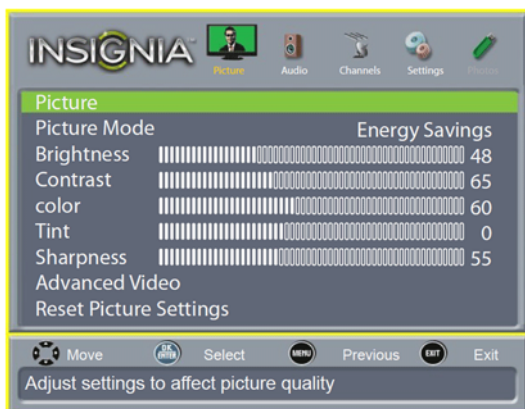 INSIGNIA
Picture Audio Channels Settings Photos
Picture
Picture Mode Energy Savings
Brightness 48
Contrast 65
color 60
Tint 0
Sharpness 55
Advanced Video
Reset Picture Settings
Move OK ENTER Select MENU Previous EXIT Exit
Adjust settings to affect picture quality